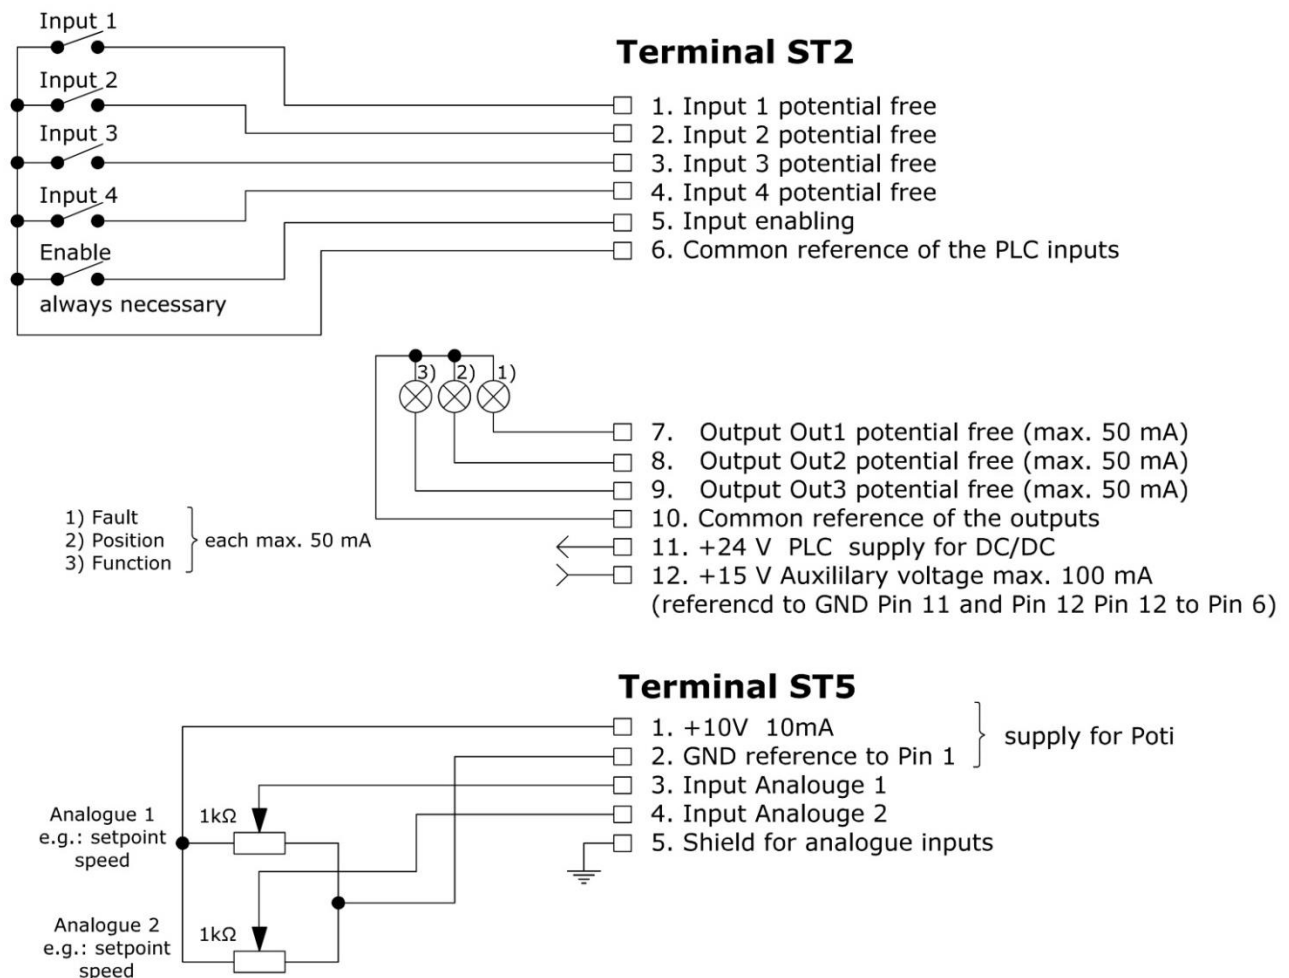 Input 1
Input 2
Input 3
Input 4
Enable
always necessary
Terminal ST2
1. Input 1 potential free
2. Input 2 potential free
3. Input 3 potential free
4. Input 4 potential free
5. Input enabling
6. Common reference of the PLC inputs
3) 2) 1)
7. Output Out1 potential free (max. 50 mA)
8. Output Out2 potential free (max. 50 mA)
9. Output Out3 potential free (max. 50 mA)
10. Common reference of the outputs
11. +24 V PLC supply for DC/DC
12. +15 V Auxililary voltage max. 100 mA
(referencd to GND Pin 11 and Pin 12 Pin 12 to Pin 6)
1) Fault
2) Position
3) Function
each max. 50 mA
Terminal ST5
1. +10V 10mA
2. GND reference to Pin 1
supply for Poti
3. Input Analouge 1
4. Input Analouge 2
5. Shield for analogue inputs
Analogue 1
e.g.: setpoint
speed
1kΩ
Analogue 2
e.g.: setpoint
speed
1kΩ